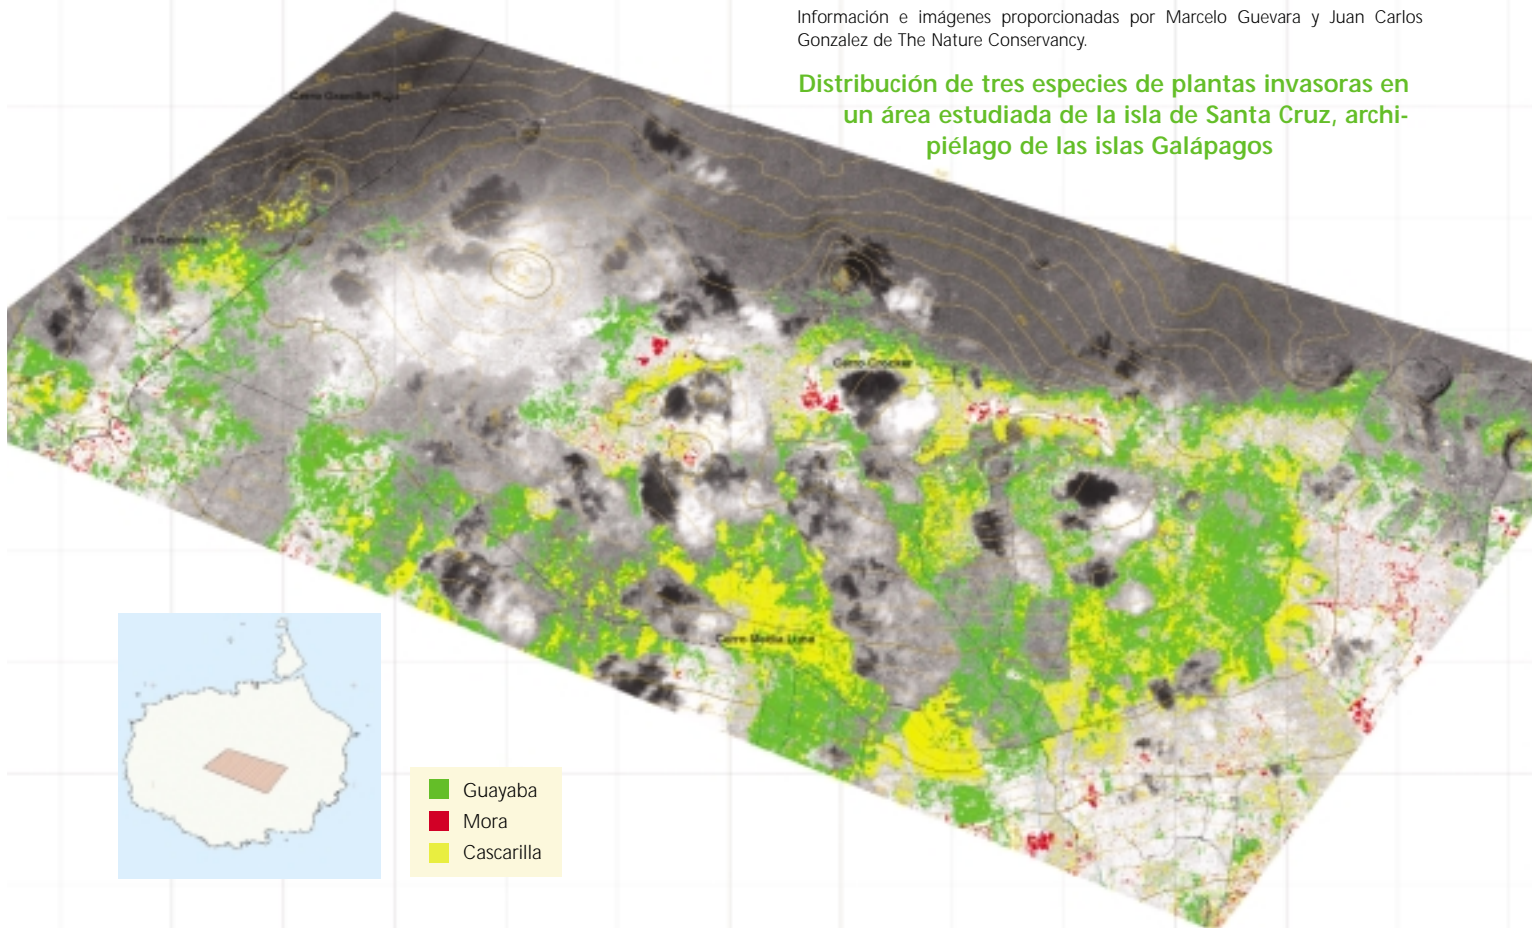 Información e imágenes proporcionadas por Marcelo Guevara y Juan Carlos
Gonzalez de The Nature Conservancy.
Distribución de tres especies de plantas invasoras en
un área estudiada de la isla de Santa Cruz, archi-
piélago de las islas Galápagos
Cerro Crocker
Cerro Media Luna
Guayaba
Mora
Cascarilla